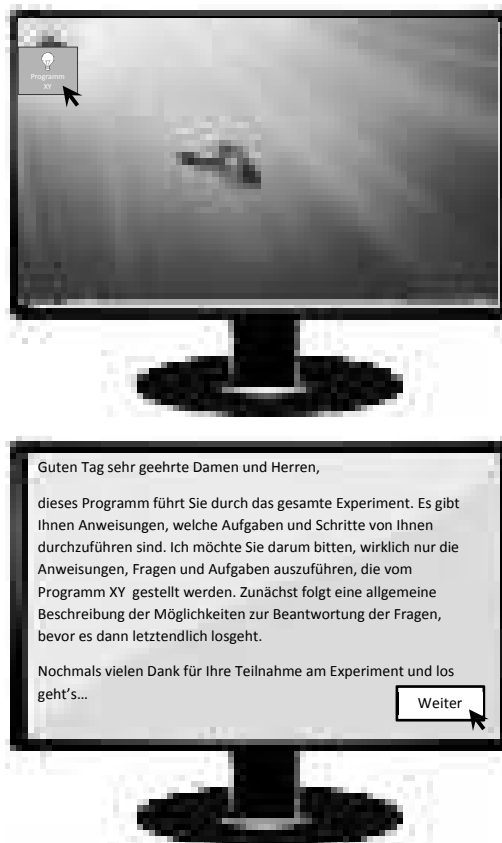 Programm
XY
Guten Tag sehr geehrte Damen und Herren,
dieses Programm führt Sie durch das gesamte Experiment. Es gibt
Ihnen Anweisungen, welche Aufgaben und Schritte von Ihnen
durchzuführen sind. Ich möchte Sie darum bitten, wirklich nur die
Anweisungen, Fragen und Aufgaben auszuführen, die vom
Programm XY gestellt werden. Zunächst folgt eine allgemeine
Beschreibung der Möglichkeiten zur Beantwortung der Fragen,
bevor es dann letztendlich losgeht.
Nochmals vielen Dank für Ihre Teilnahme am Experiment und los
geht's…
Weiter